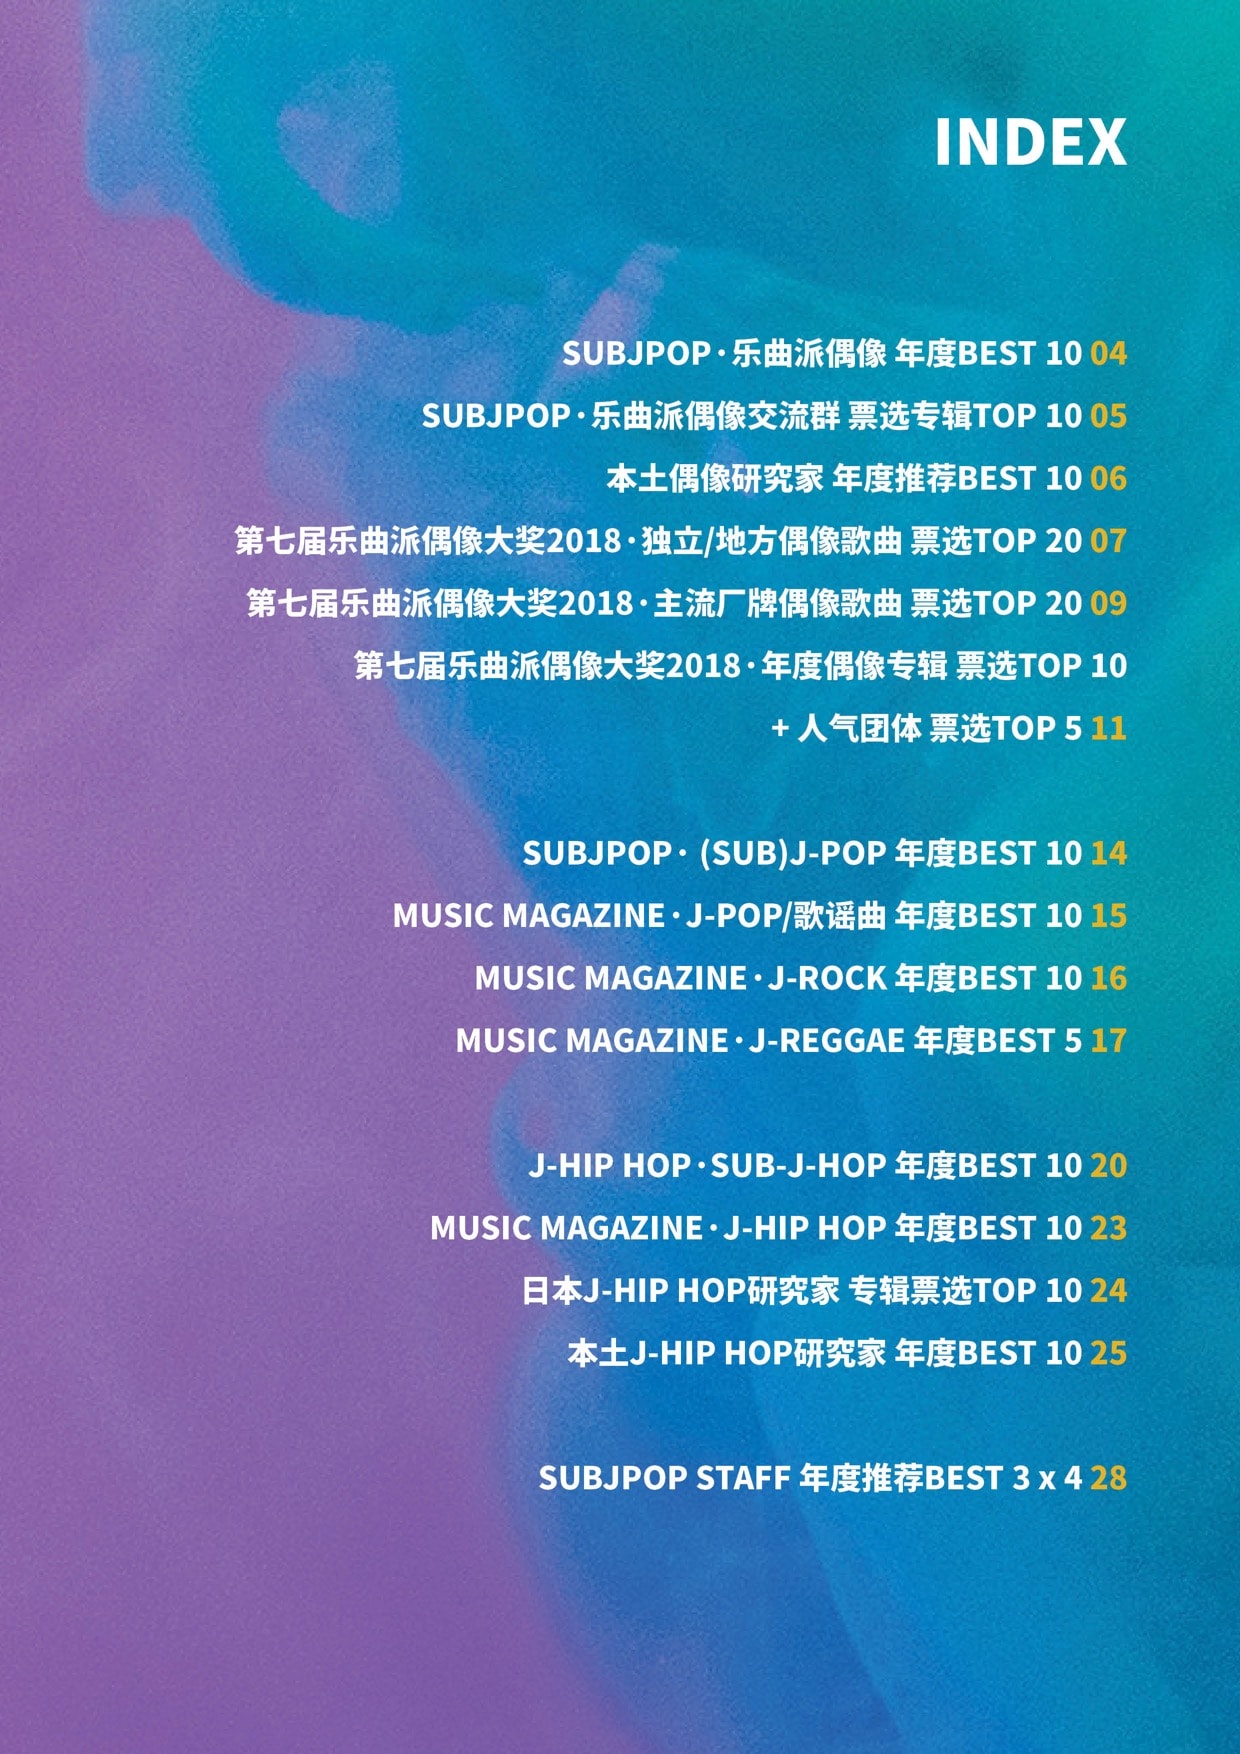 INDEX
SUBJPOP·乐曲派偶像 年度BEST 10 04
SUBJPOP·乐曲派偶像交流群 票选专辑TOP 10 05
本土偶像研究家 年度推荐BEST 10 06
第七届乐曲派偶像大奖2018·独立/地方偶像歌曲 票选TOP 20 07
第七届乐曲派偶像大奖2018·主流厂牌偶像歌曲 票选TOP 20 09
第七届乐曲派偶像大奖2018·年度偶像专辑 票选TOP 10
+ 人气团体 票选TOP 5 11
SUBJPOP· (SUB)J-POP 年度BEST 10 14
MUSIC MAGAZINE·J-POP/歌谣曲 年度BEST 10 15
MUSIC MAGAZINE·J-ROCK 年度BEST 10 16
MUSIC MAGAZINE·J-REGGAE 年度BEST 5 17
J-HIP HOP·SUB-J-HOP 年度BEST 10 20
MUSIC MAGAZINE·J-HIP HOP 年度BEST 10 23
日本J-HIP HOP研究家 专辑票选TOP 10 24
本土J-HIP HOP研究家 年度BEST 10 25
SUBJPOP STAFF 年度推荐BEST 3 x 4 28